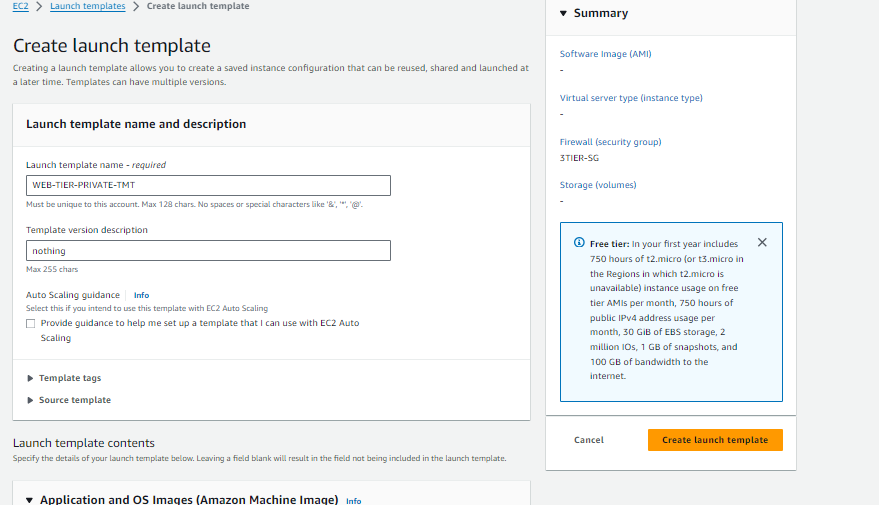 EC2 > Launch templates > Create launch template
Create launch template
Creating a launch template allows you to create a saved instance configuration that can be reused, shared and launched at
a later time. Templates can have multiple versions.
Launch template name and description
Launch template name - required
WEB-TIER-PRIVATE-TMT
Must be unique to this account. Max 128 chars. No spaces or special characters like '&', '*', '@'.
Template version description
nothing
Max 255 chars
Auto Scaling guidance | Info
Select this if you intend to use this template with EC2 Auto Scaling
Provide guidance to help me set up a template that I can use with EC2 Auto
Scaling
Template tags
Source template
Launch template contents
Specify the details of your launch template below. Leaving a field blank will result in the field not being included in the launch template.
Application and OS Images (Amazon Machine Image) Info
Summary
Software Image (AMI)
-
Virtual server type (instance type)
-
Firewall (security group)
3TIER-SG
Storage (volumes)
-
Free tier: In your first year includes
750 hours of t2.micro (or t3.micro in
the Regions in which t2.micro is
unavailable) instance usage on free
tier AMIs per month, 750 hours of
public IPv4 address usage per
month, 30 GiB of EBS storage, 2
million IOs, 1 GB of snapshots, and
100 GB of bandwidth to the
internet.
Cancel
Create launch template